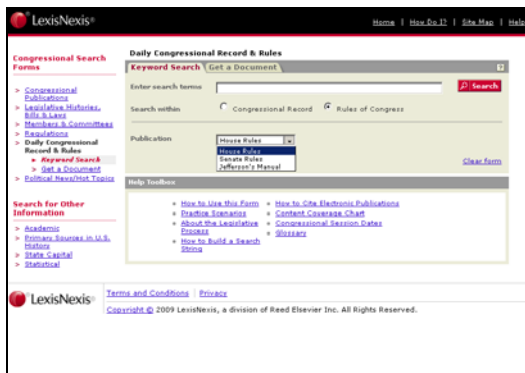 LexisNexis®
Home | How Do I? | Site Map | Help
Congressional Search
Forms
> Congressional
Publications
> Legislative Histories,
Bills & Laws
> Members & Committees
> Regulations
> Daily Congressional
Record & Rules
» Keyword Search
» Get a Document
> Political News/Hot Topics
Search for Other
Information
> Academic
> Primary Sources in U.S.
History
> State Capital
> Statistical
Daily Congressional Record & Rules
Keyword Search
Get a Document
Enter search terms
Search
Search within
Congressional Record
Rules of Congress
Publication
House Rules
House Rules
Senate Rules
Jefferson's Manual
Clear form
Help Toolbox
How to Use this Form
Practice Scenarios
About the Legislative
Process
How to Build a Search
String
How to Cite Electronic Publications
Content Coverage Chart
Congressional Session Dates
Glossary
LexisNexis®
Terms and Conditions | Privacy
Copyright © 2009 LexisNexis, a division of Reed Elsevier Inc. All Rights Reserved.